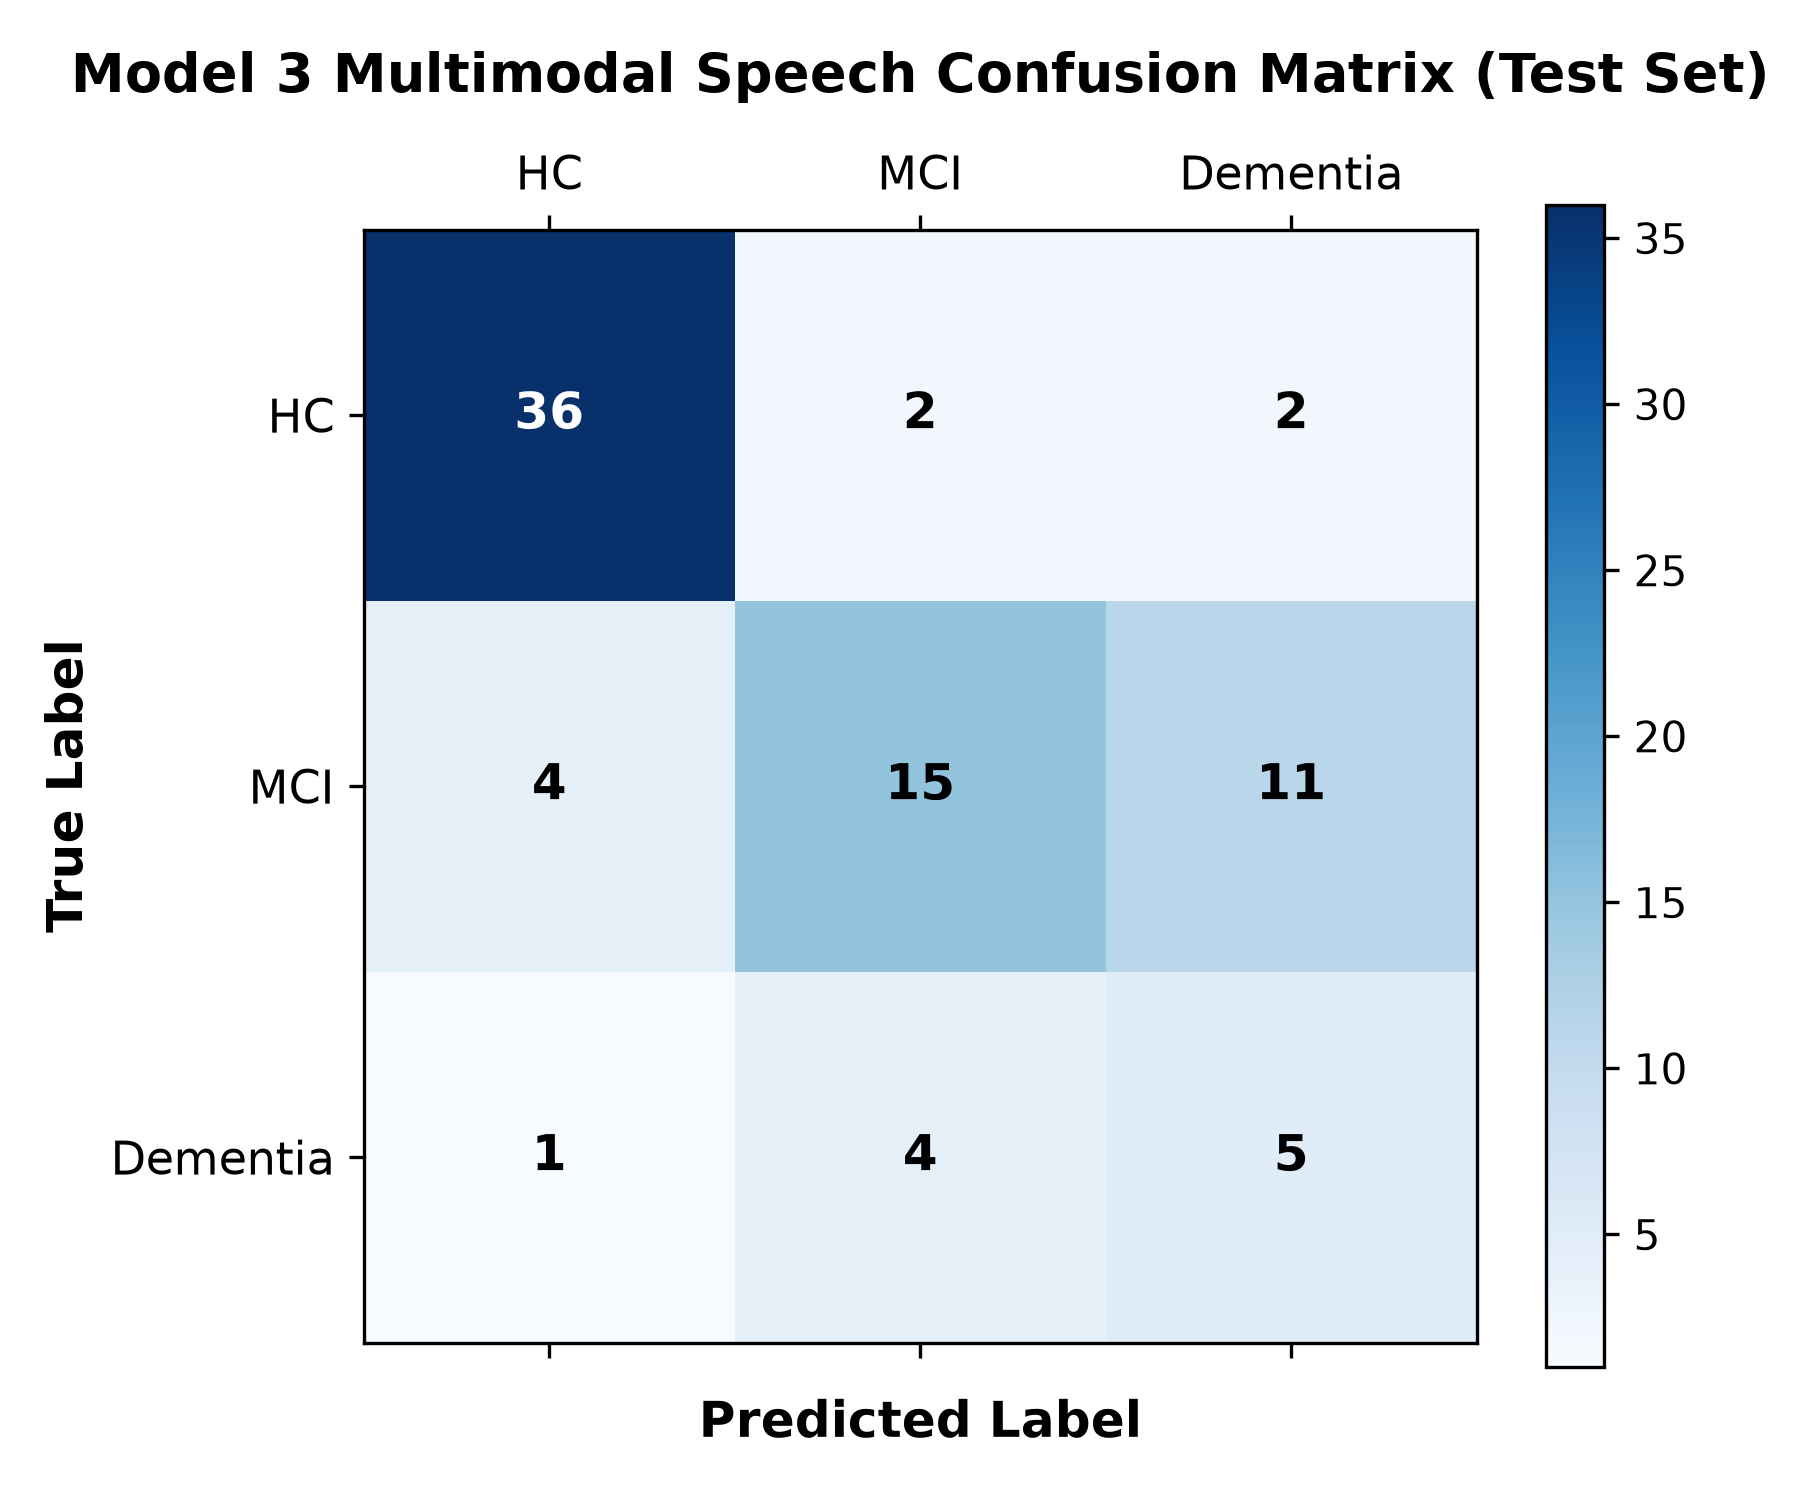 Model 3 Multimodal Speech Confusion Matrix (Test Set)
HC MCI Dementia
35
HC 36 2 2
30
25
20
True Label
MCI 4 15 11
15
10
Dementia 1 4 5
5
Predicted Label